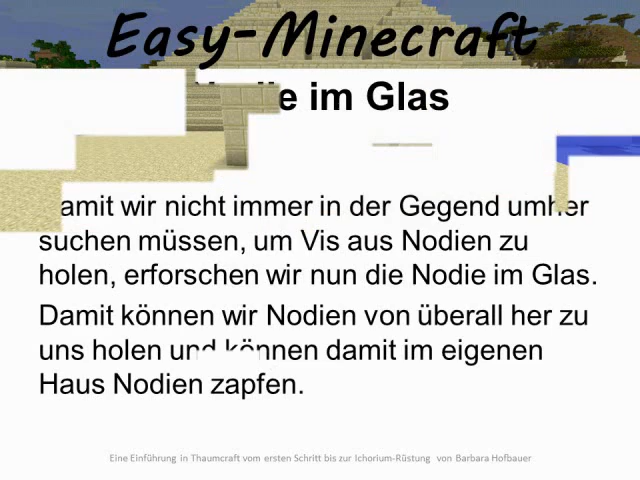 Easy-Minecraft
im Glas
amit wir nicht immer in der Gegend umher
suchen müssen, um Vis aus Nodien zu
holen, erforschen wir nun die Nodie im Glas.
Damit können wir Nodien von überall her zu
uns holen und können damit im eigenen
Haus Nodien zapfen.
Eine Einführung in Thaumcraft vom ersten Schritt bis zur Ichorium-Rüstung von Barbara Hofbauer